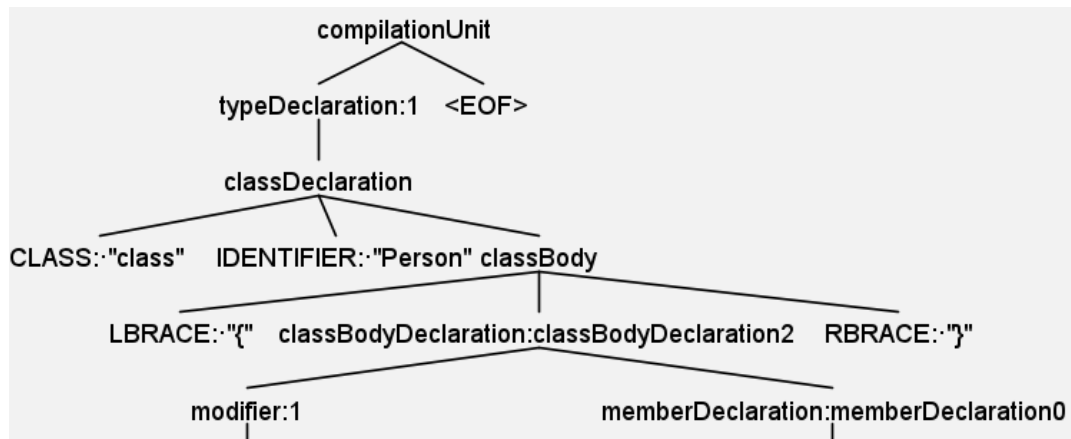 compilationUnit
typeDeclaration:1 <EOF>
classDeclaration
CLASS:·"class" IDENTIFIER:·"Person" classBody
LBRACE:·"{" classBodyDeclaration:classBodyDeclaration2 RBRACE:·"}"
modifier:1 memberDeclaration:memberDeclaration0